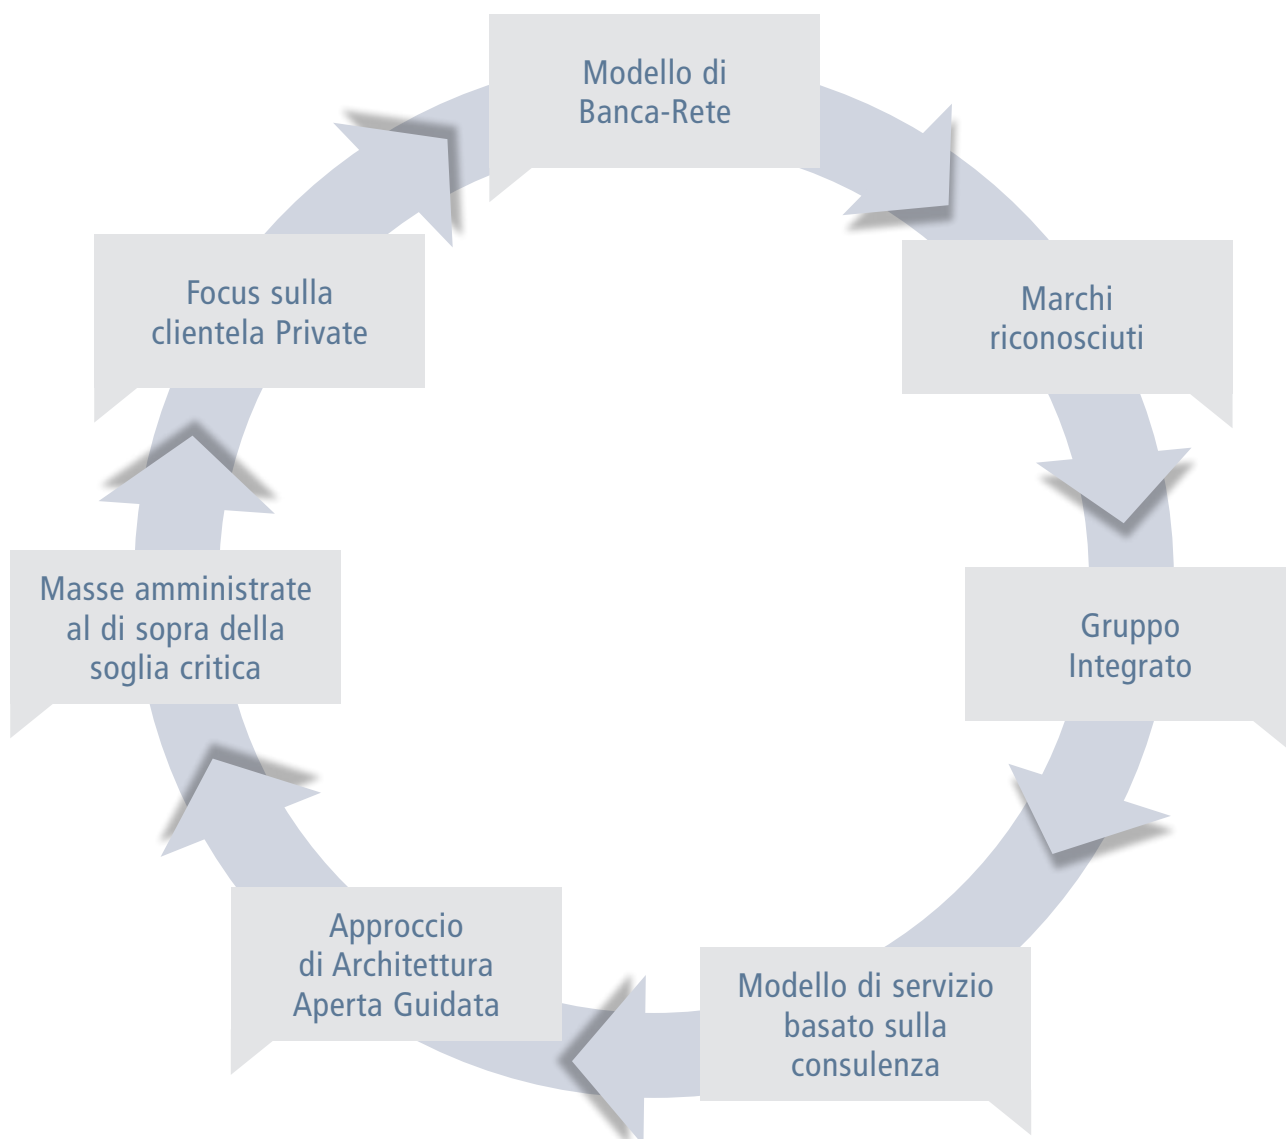 Modello di
Banca-Rete
Marchi
riconosciuti
Gruppo
Integrato
Modello di servizio
basato sulla
consulenza
Approccio
di Architettura
Aperta Guidata
Masse amministrate
al di sopra della
soglia critica
Focus sulla
clientela Private